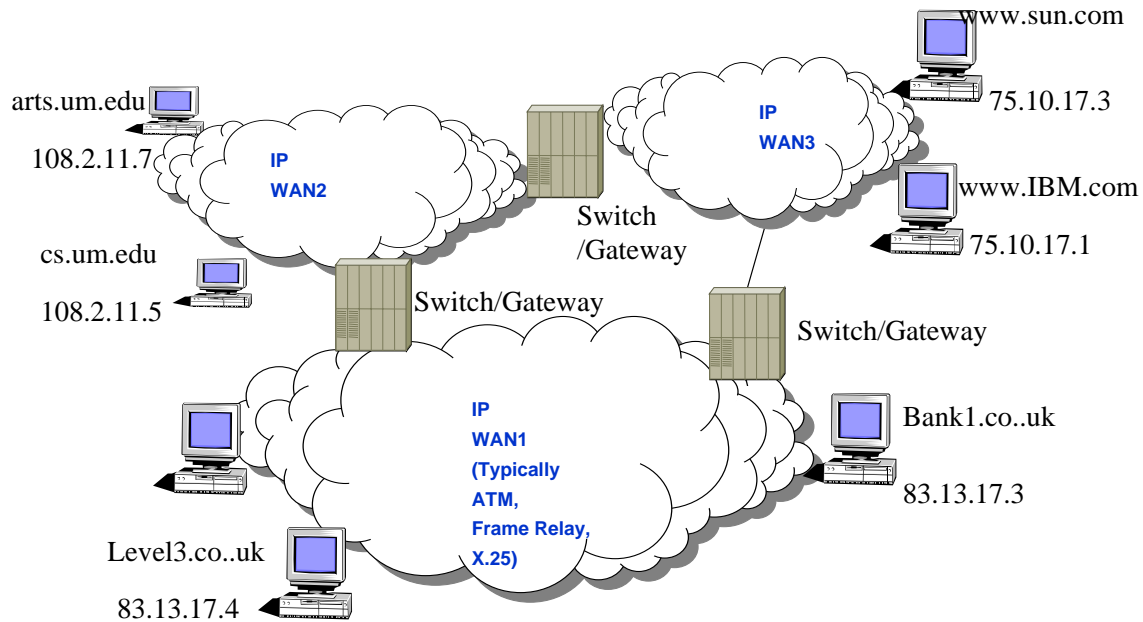 www.sun.com
75.10.17.3
arts.um.edu
108.2.11.7
IP
WAN2
IP
WAN3
Switch
/Gateway
www.IBM.com
75.10.17.1
cs.um.edu
108.2.11.5
Switch/Gateway
Switch/Gateway
IP
WAN1
(Typically
ATM,
Frame Relay,
X.25)
Bank1.co..uk
83.13.17.3
Level3.co..uk
83.13.17.4